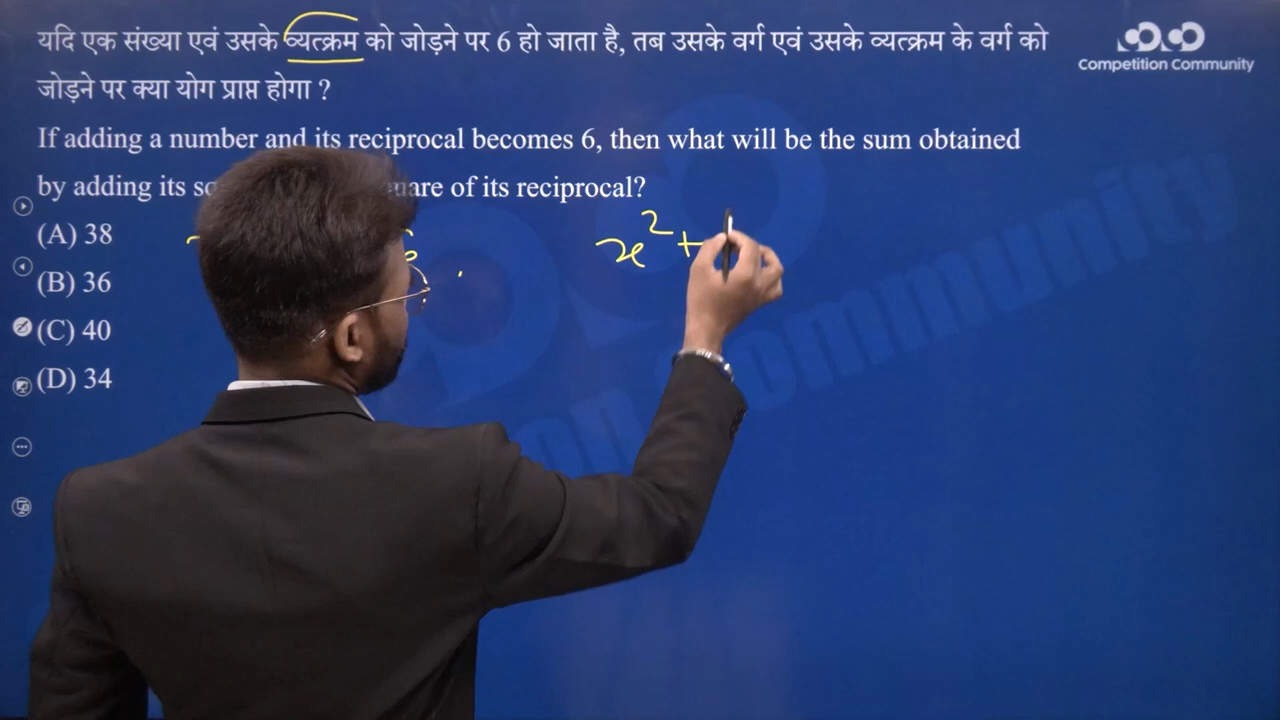 यदि एक संख्या एवं उसके व्यत्क्रम को जोड़ने पर 6 हो जाता है, तब उसके वर्ग एवं उसके व्यत्क्रम के वर्ग को
जोड़ने पर क्या योग प्राप्त होगा ?
Competition Community
If adding a number and its reciprocal becomes 6, then what will be the sum obtained
by adding its of its reciprocal?
(A) 38
x² +
(B) 36
(C) 40
(D) 34
Community